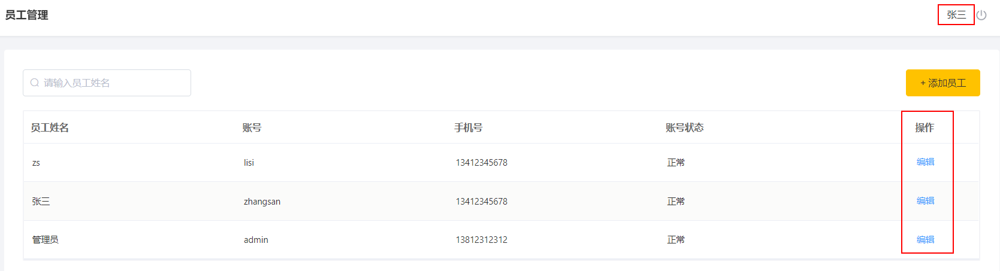 员工管理 张三
请输入员工姓名 + 添加员工
员工姓名 账号 手机号 账号状态 操作
zs lisi 13412345678 正常 编辑
张三 zhangsan 13412345678 正常 编辑
管理员 admin 13812312312 正常 编辑